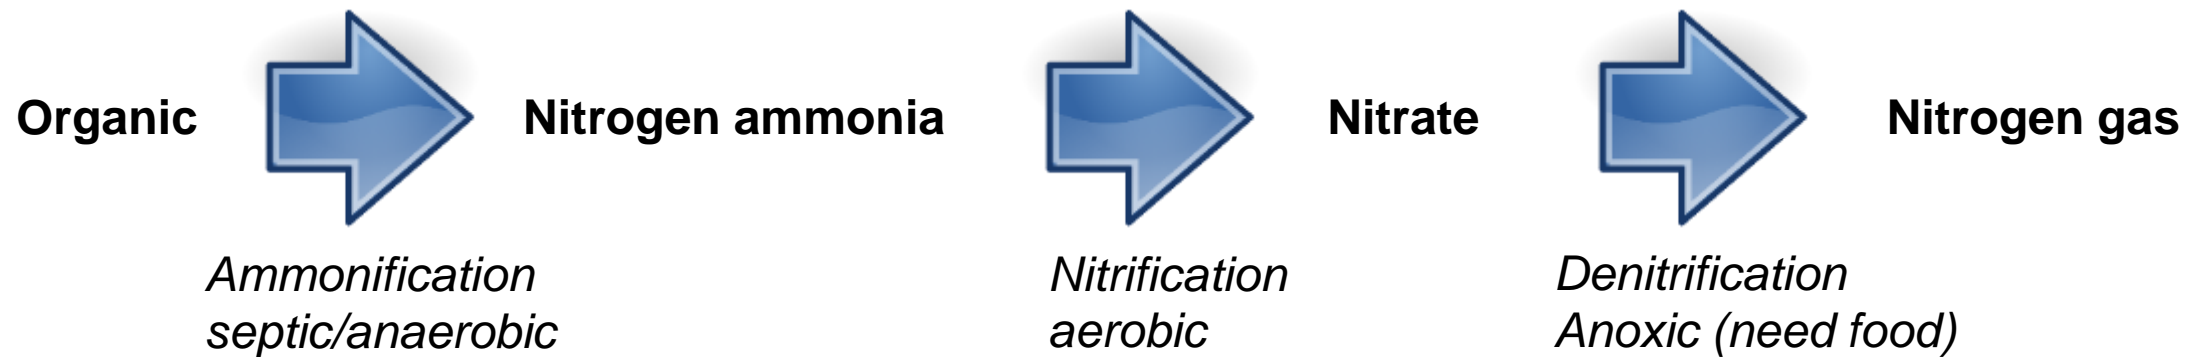 Organic Nitrogen ammonia Nitrate Nitrogen gas
Ammonification
septic/anaerobic
Nitrification
aerobic
Denitrification
Anoxic (need food)